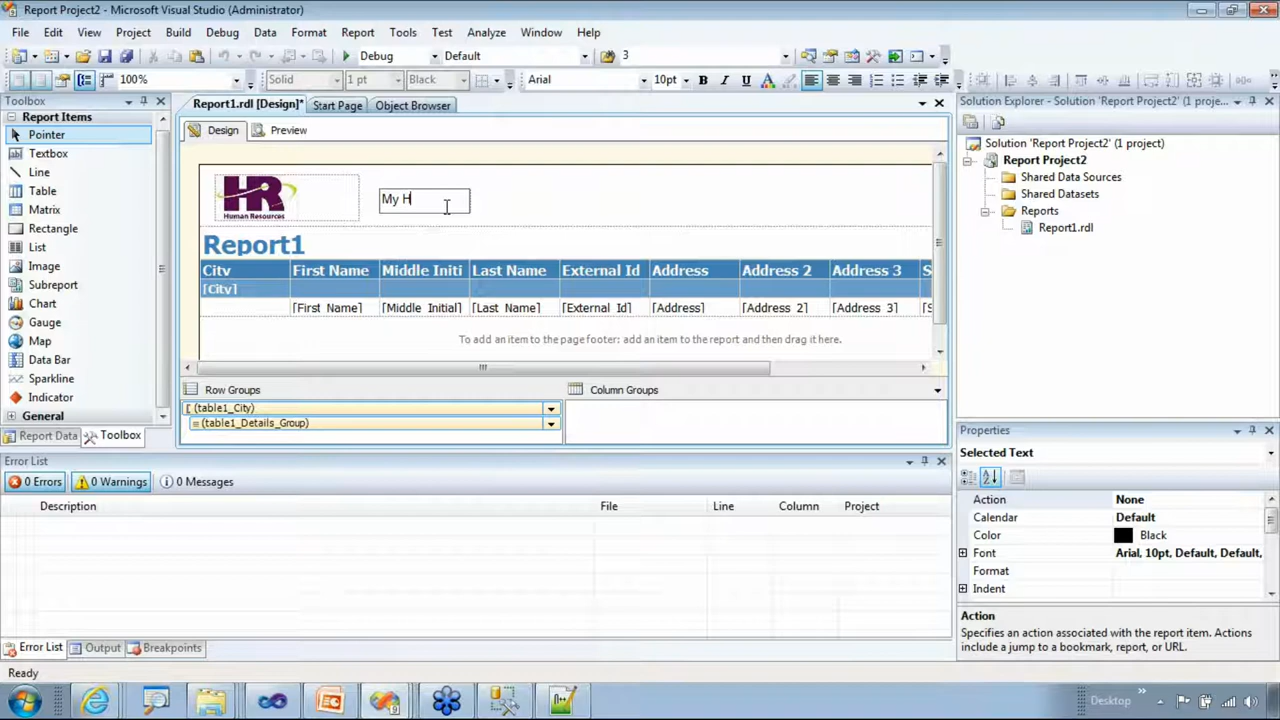 Report Project2 - Microsoft Visual Studio (Administrator)
File Edit View Project Build Debug Data Format Report Tools Test Analyze Window Help
Debug Default 3
100% Solid 1 pt Black Arial 10pt B I U A
Toolbox
Report Items
Pointer
Textbox
Line
Table
Matrix
Rectangle
List
Image
Subreport
Chart
Gauge
Map
Data Bar
Sparkline
Indicator
General
Report Data Toolbox
Report1.rdl [Design]* Start Page Object Browser
Design Preview
HR
Human Resources
My H
Report1
City First Name Middle Initi Last Name External Id Address Address 2 Address 3 S
[City]
[First Name] [Middle Initial] [Last Name] [External Id] [Address] [Address 2] [Address 3] [S
To add an item to the page footer: add an item to the report and then drag it here.
Row Groups Column Groups
[ (table1_City)
≡ (table1_Details_Group)
Solution Explorer - Solution 'Report Project2' (1 proje...
Solution 'Report Project2' (1 project)
Report Project2
Shared Data Sources
Shared Datasets
Reports
Report1.rdl
Properties
Selected Text
Action None
Calendar Default
Color Black
Font Arial, 10pt, Default, Default,
Format
Indent
Action
Specifies an action associated with the report item. Actions
include a jump to a bookmark, report, or URL.
Error List
0 Errors 0 Warnings 0 Messages
Description File Line Column Project
Error List Output Breakpoints
Ready
Desktop